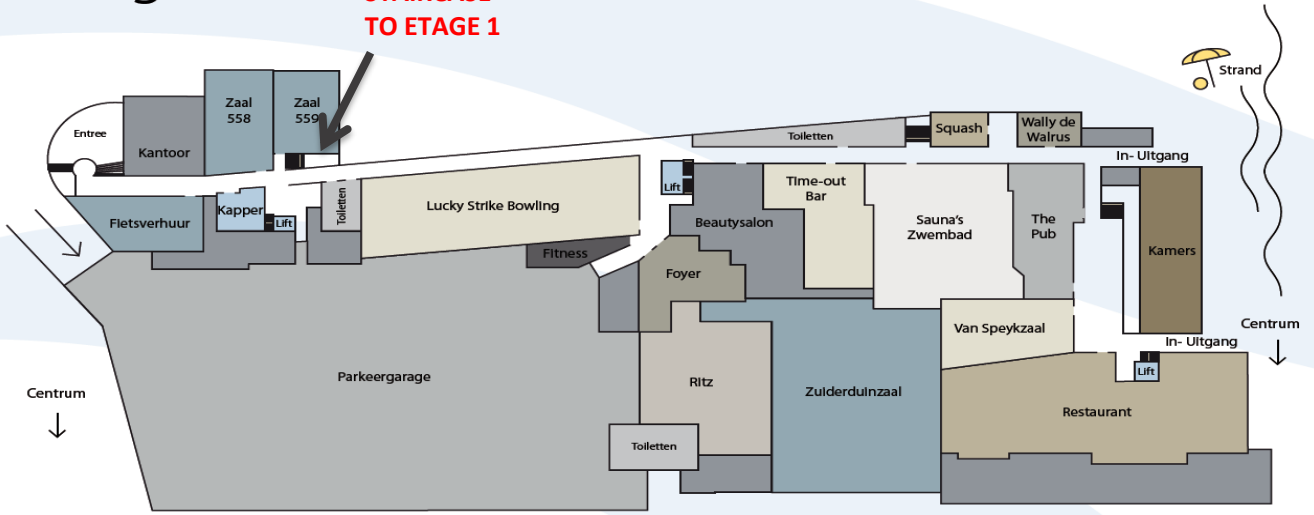 TO ETAGE 1
Strand
Zaal
558
Zaal
559
Entree
Kantoor
Toiletten
Squash
Wally de
Walrus
In- Uitgang
Lift
Time-out
Bar
Fietsverhuur
Kapper
Lift
Toiletten
Lucky Strike Bowling
Beautysalon
Sauna's
Zwembad
The
Pub
Kamers
Fitness
Foyer
Van Speykzaal
Centrum
In- Uitgang
Lift
Parkeergarage
Ritz
Zuiderduinzaal
Restaurant
Centrum
Toiletten